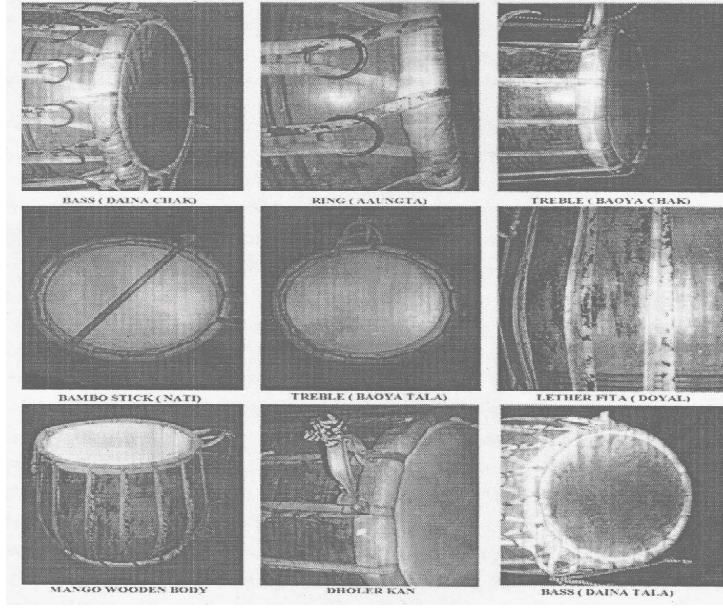 BASS ( DAINA CHAK)
RING ( AAUNGTA)
TREBLE ( BAOYA CHAK)
BAMBO STICK ( NATI)
TREBLE ( BAOYA TALA)
LETHER FITA ( DOYAL)
MANGO WOODEN BODY
DHOLER KAN
BASS ( DAINA TALA)